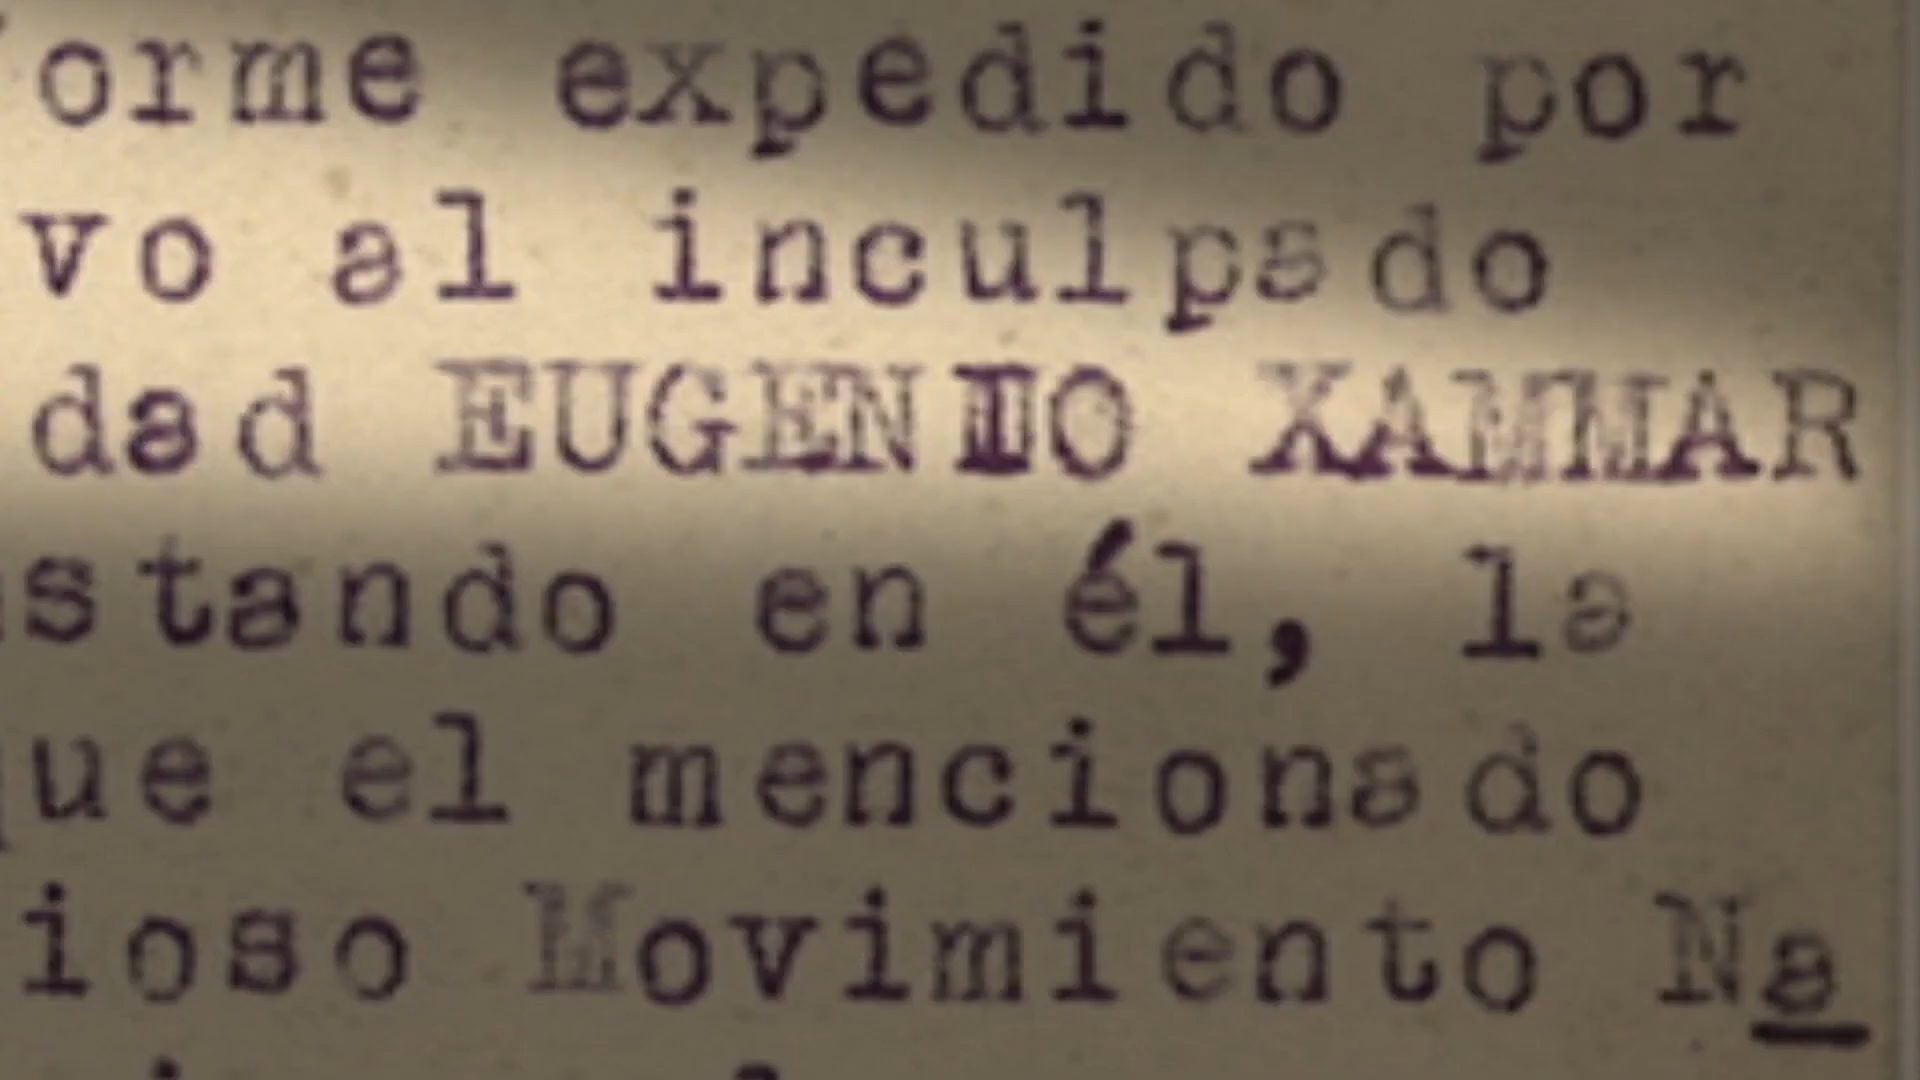 orme expedido por
vo al inculpado
dad EUGENIO XAMMAR
stando en él, la
ue el mencionado
ioso Movimiento Na